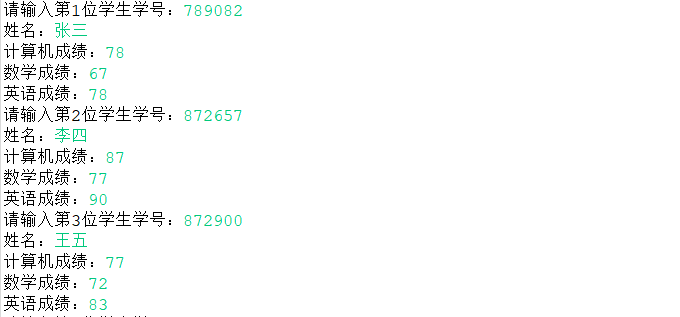 请输入第1位学生学号：789082
姓名：张三
计算机成绩：78
数学成绩：67
英语成绩：78
请输入第2位学生学号：872657
姓名：李四
计算机成绩：87
数学成绩：77
英语成绩：90
请输入第3位学生学号：872900
姓名：王五
计算机成绩：77
数学成绩：72
英语成绩：83